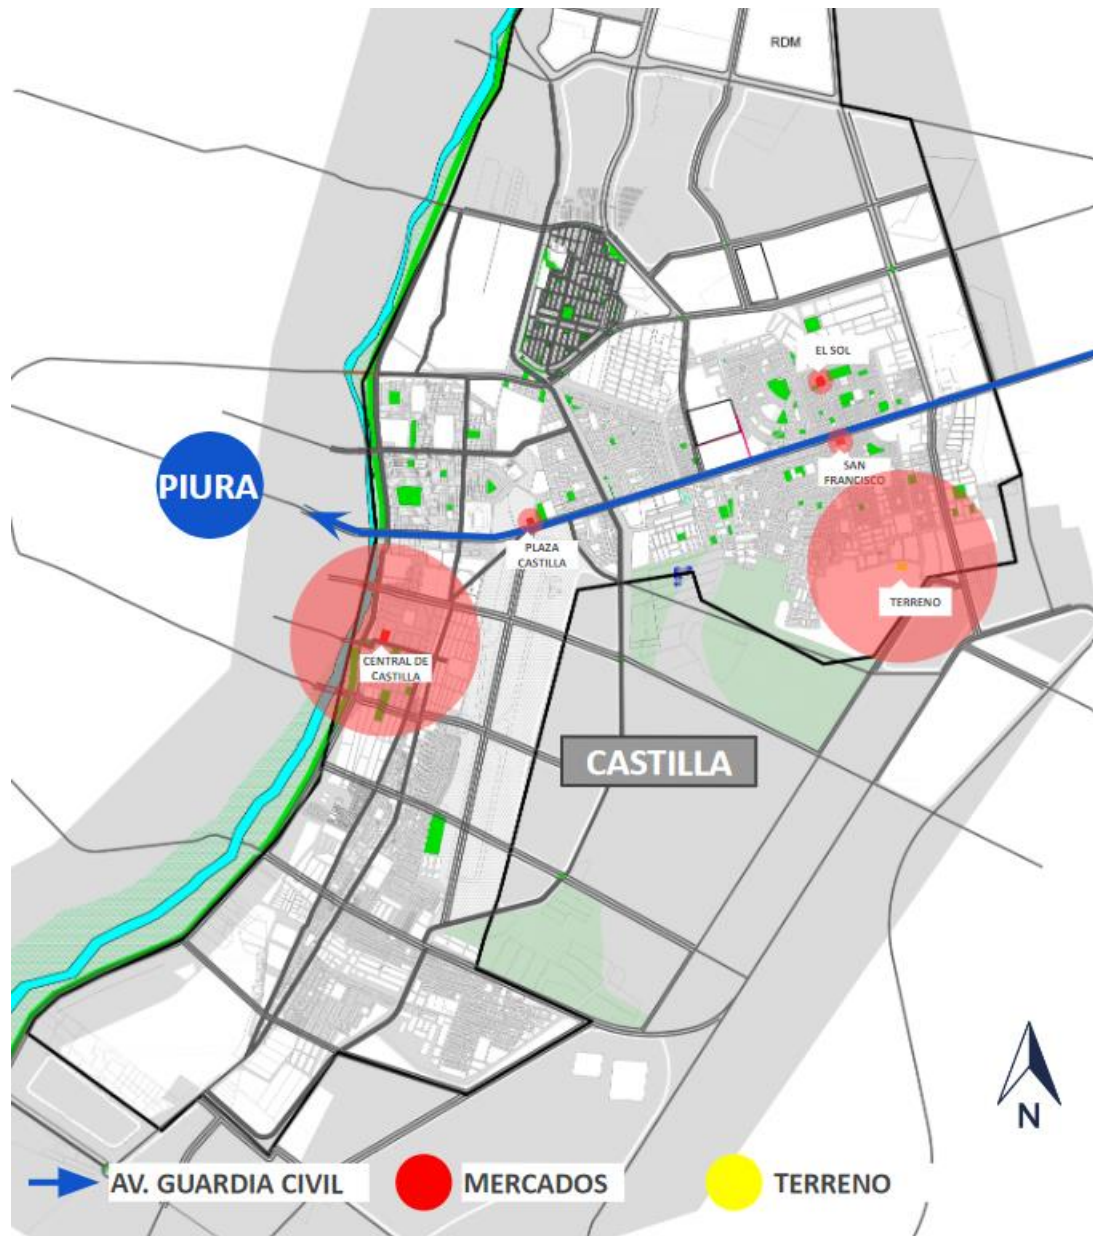 RDM
EL SOL
PIURA
SAN
FRANCISCO
PLAZA
CASTILLA
TERRENO
CENTRAL DE
CASTILLA
CASTILLA
N
AV. GUARDIA CIVIL
MERCADOS
TERRENO